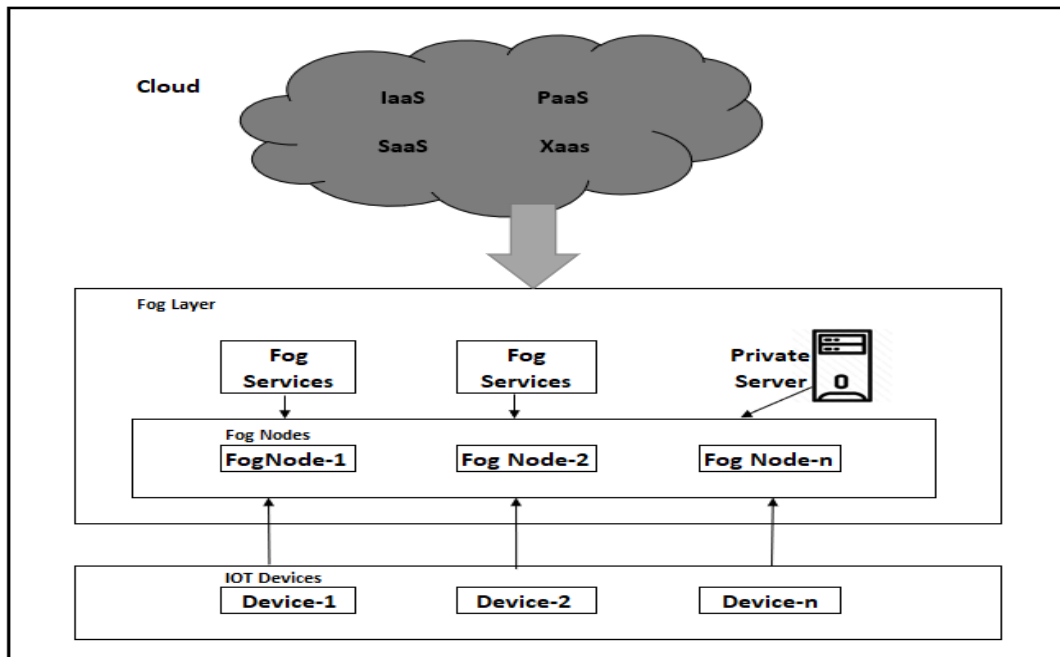 Cloud
IaaS
PaaS
SaaS
Xaas
Fog Layer
Fog
Services
Fog
Services
Private
Server
Fog Nodes
FogNode-1
Fog Node-2
Fog Node-n
IOT Devices
Device-1
Device-2
Device-n